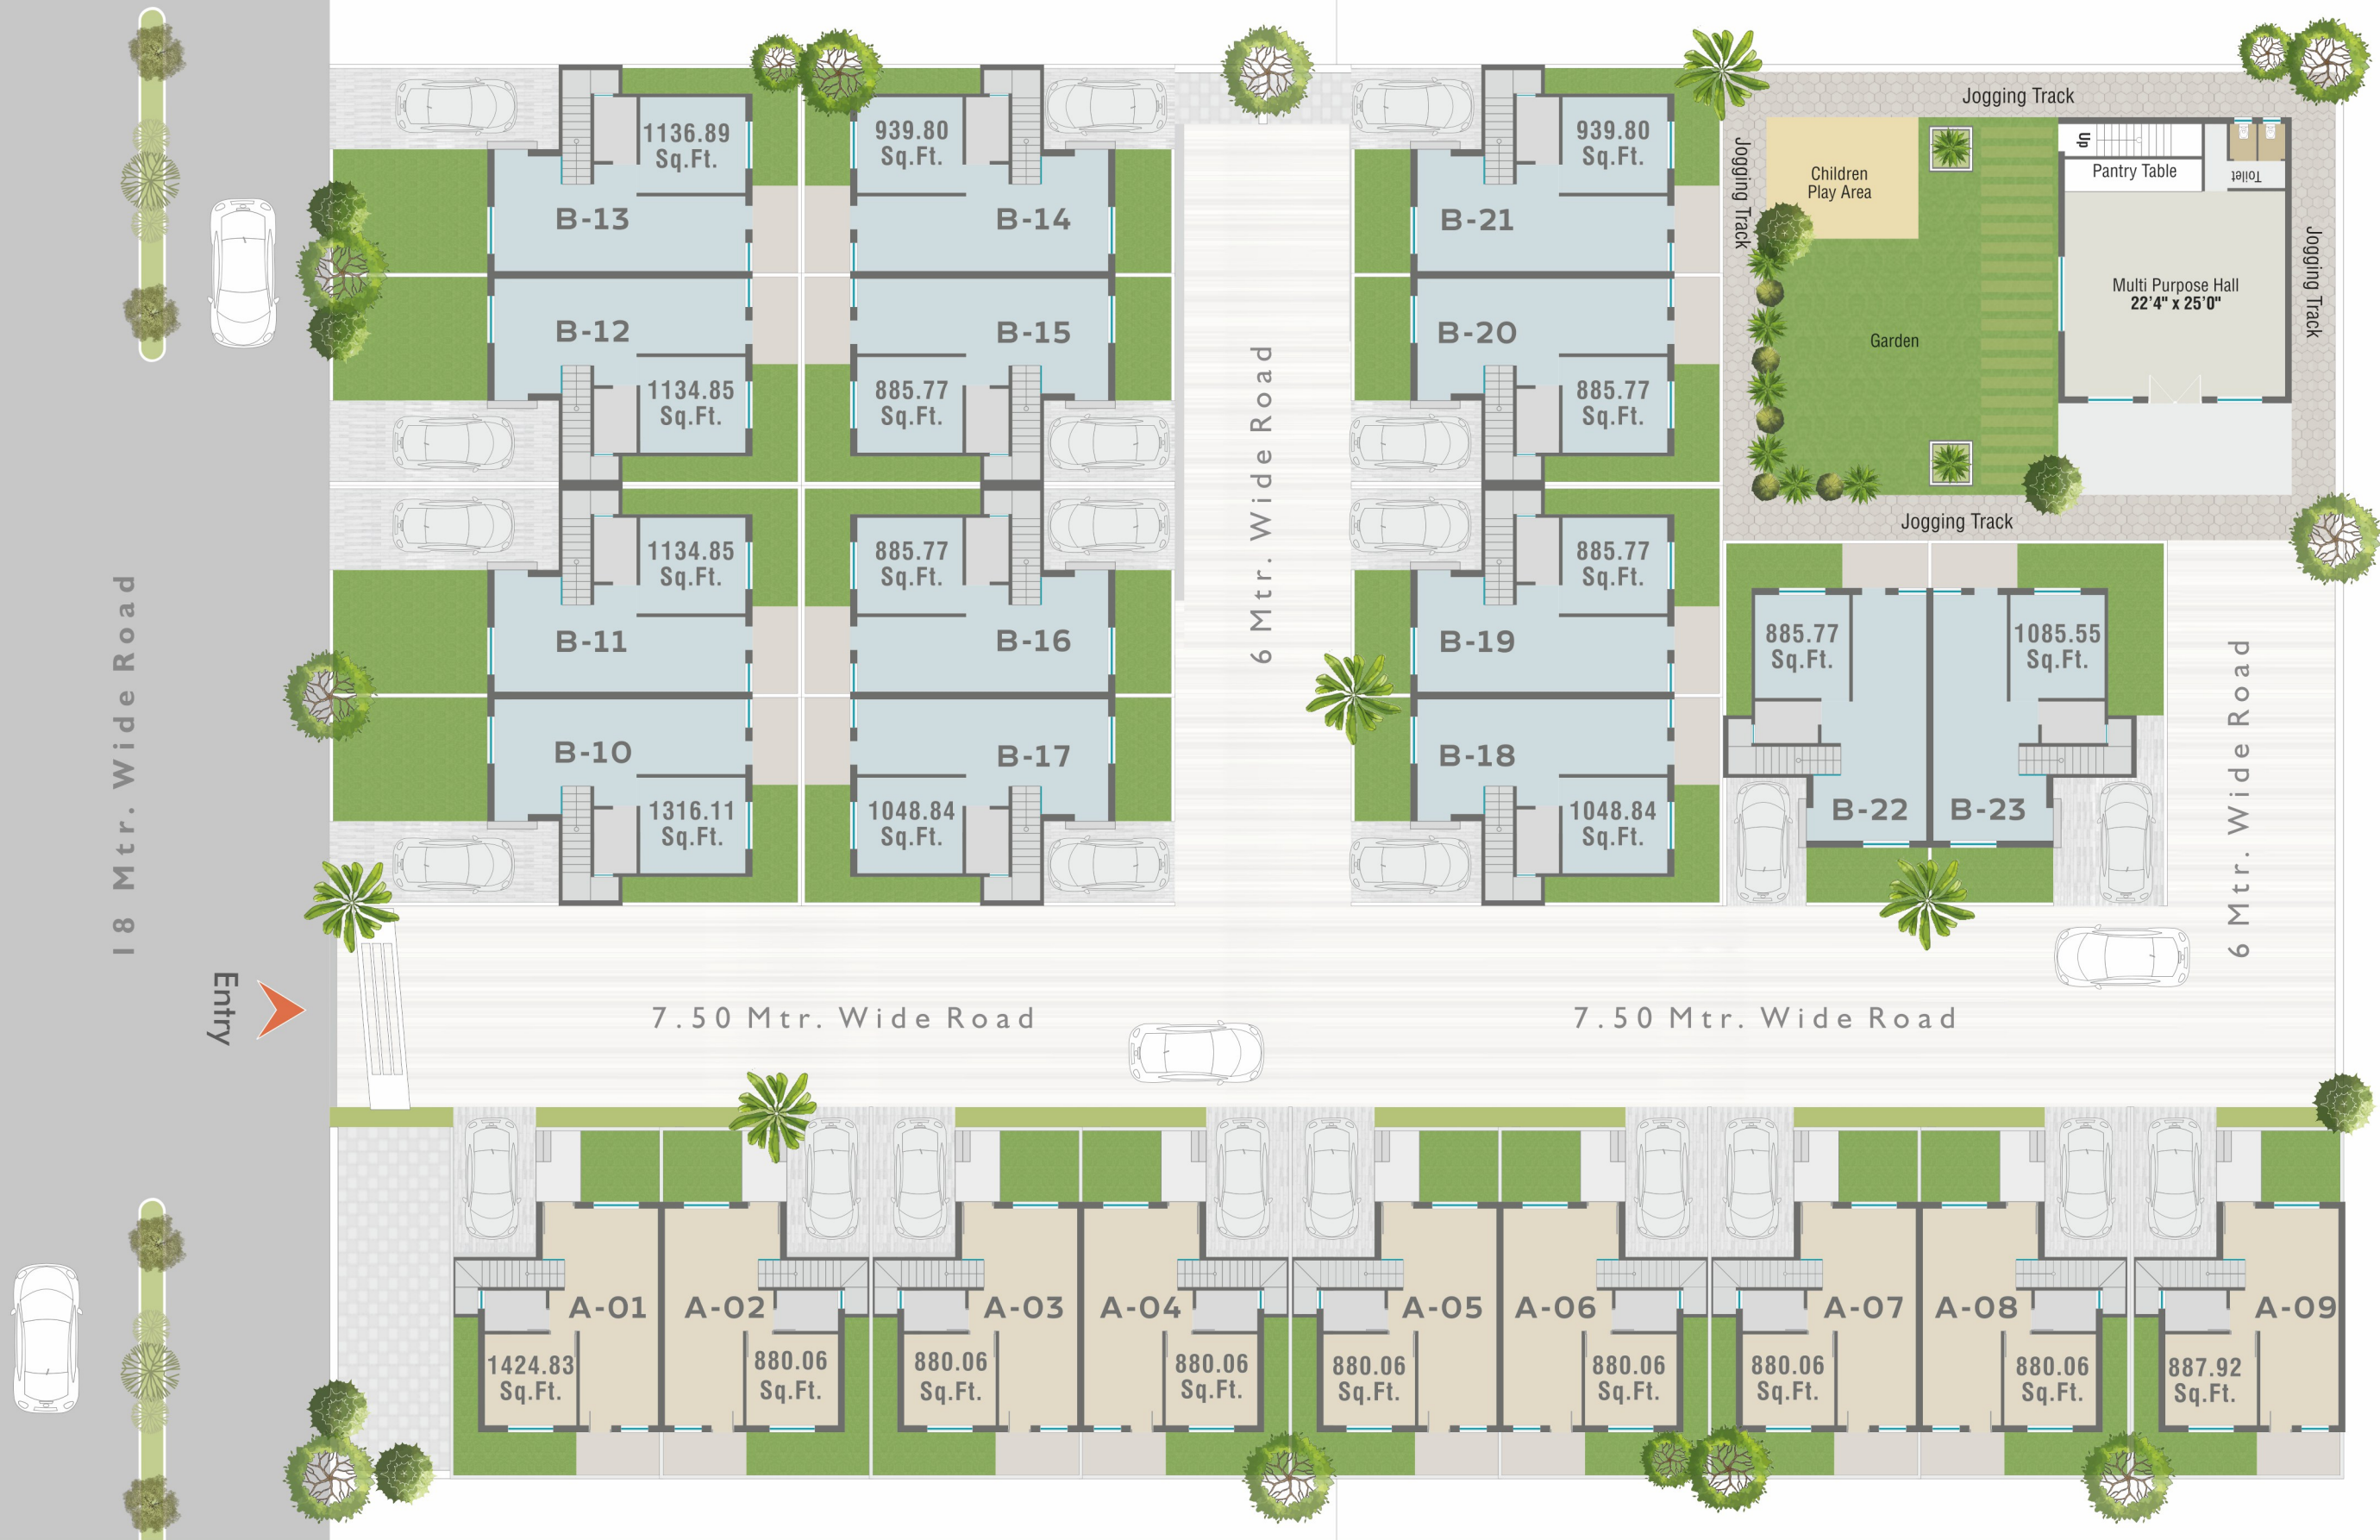 Jogging Track
1136.89
Sq.Ft.
939.80
Sq.Ft.
939.80
Sq.Ft.
Jogging Track
Children
Play Area
Up
Pantry Table
Toilet
B-13
B-14
B-21
Jogging Track
Multi Purpose Hall
22'4" x 25'0"
B-12
B-15
B-20
Garden
1134.85
Sq.Ft.
885.77
Sq.Ft.
6 Mtr. Wide Road
885.77
Sq.Ft.
Jogging Track
1134.85
Sq.Ft.
885.77
Sq.Ft.
885.77
Sq.Ft.
18 Mtr. Wide Road
B-11
B-16
B-19
885.77
Sq.Ft.
1085.55
Sq.Ft.
6 Mtr. Wide Road
B-10
B-17
B-18
1316.11
Sq.Ft.
1048.84
Sq.Ft.
1048.84
Sq.Ft.
B-22
B-23
Entry
7.50 Mtr. Wide Road
7.50 Mtr. Wide Road
A-01
A-02
A-03
A-04
A-05
A-06
A-07
A-08
A-09
1424.83
Sq.Ft.
880.06
Sq.Ft.
880.06
Sq.Ft.
880.06
Sq.Ft.
880.06
Sq.Ft.
880.06
Sq.Ft.
880.06
Sq.Ft.
880.06
Sq.Ft.
887.92
Sq.Ft.